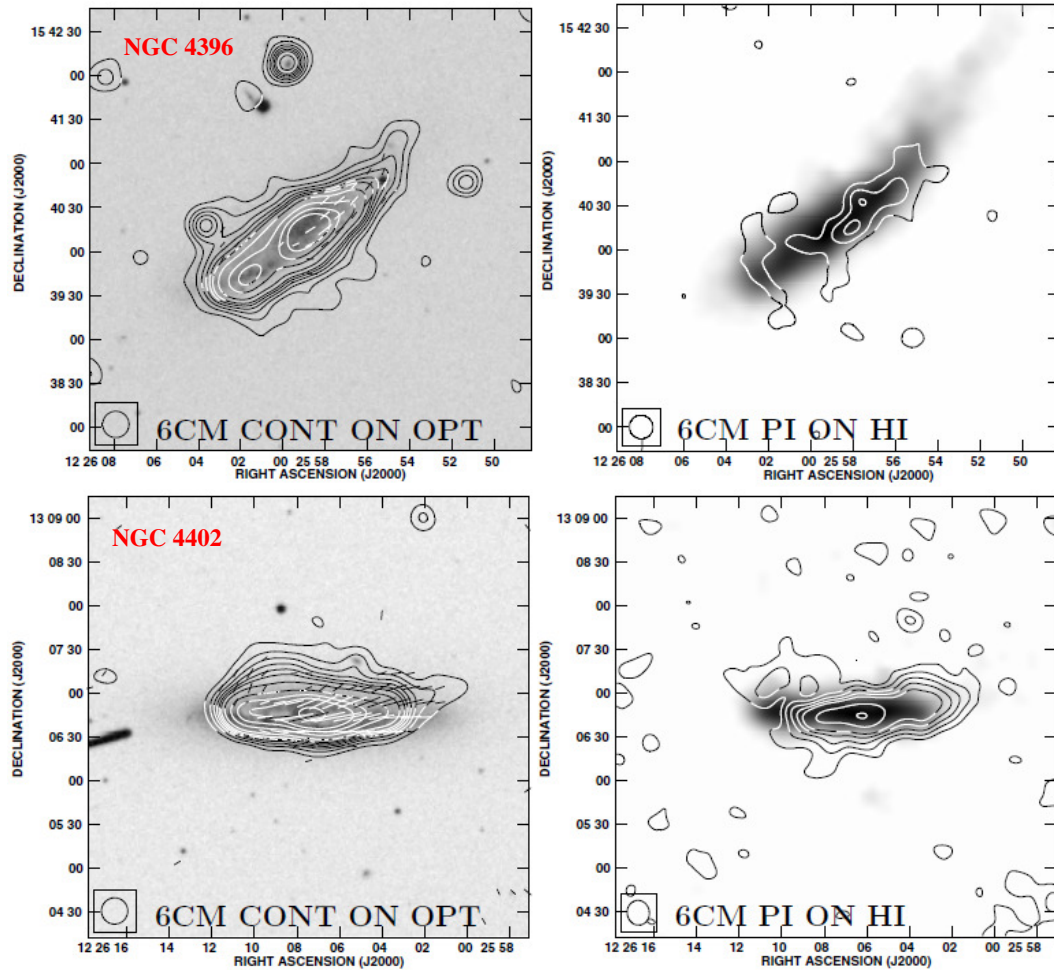 NGC 4396
15 42 30
00
41 30
00
40 30
00
39 30
00
38 30
00
DECLINATION (J2000)
6CM CONT ON OPT
12 26 08 06 04 02 00 25 58 56 54 52 50
RIGHT ASCENSION (J2000)
15 42 30
00
41 30
00
40 30
00
39 30
00
38 30
00
DECLINATION (J2000)
6CM PI ON HI
12 26 08 06 04 02 00 25 58 56 54 52 50
RIGHT ASCENSION (J2000)
NGC 4402
13 09 00
08 30
00
07 30
00
06 30
00
05 30
00
04 30
DECLINATION (J2000)
6CM CONT ON OPT
12 26 16 14 12 10 08 06 04 02 00 25 58
RIGHT ASCENSION (J2000)
13 09 00
08 30
00
07 30
00
06 30
00
05 30
00
04 30
DECLINATION (J2000)
6CM PI ON HI
12 26 16 14 12 10 08 06 04 02 00 25 58
RIGHT ASCENSION (J2000)